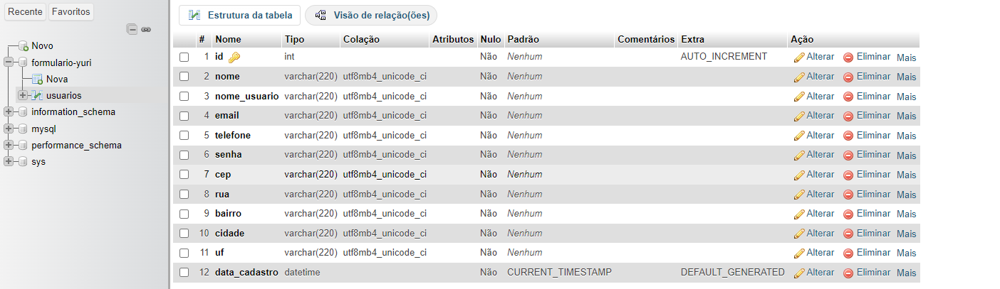 Recente Favoritos
Novo
formulario-yuri
Nova
usuarios
information_schema
mysql
performance_schema
sys
Estrutura da tabela Visão de relação(ões)
# Nome Tipo Colação Atributos Nulo Padrão Comentários Extra Ação
1 id int Não Nenhum AUTO_INCREMENT Alterar Eliminar Mais
2 nome varchar(220) utf8mb4_unicode_ci Não Nenhum Alterar Eliminar Mais
3 nome_usuario varchar(220) utf8mb4_unicode_ci Não Nenhum Alterar Eliminar Mais
4 email varchar(220) utf8mb4_unicode_ci Não Nenhum Alterar Eliminar Mais
5 telefone varchar(220) utf8mb4_unicode_ci Não Nenhum Alterar Eliminar Mais
6 senha varchar(220) utf8mb4_unicode_ci Não Nenhum Alterar Eliminar Mais
7 cep varchar(220) utf8mb4_unicode_ci Não Nenhum Alterar Eliminar Mais
8 rua varchar(220) utf8mb4_unicode_ci Não Nenhum Alterar Eliminar Mais
9 bairro varchar(220) utf8mb4_unicode_ci Não Nenhum Alterar Eliminar Mais
10 cidade varchar(220) utf8mb4_unicode_ci Não Nenhum Alterar Eliminar Mais
11 uf varchar(220) utf8mb4_unicode_ci Não Nenhum Alterar Eliminar Mais
12 data_cadastro datetime Não CURRENT_TIMESTAMP DEFAULT_GENERATED Alterar Eliminar Mais